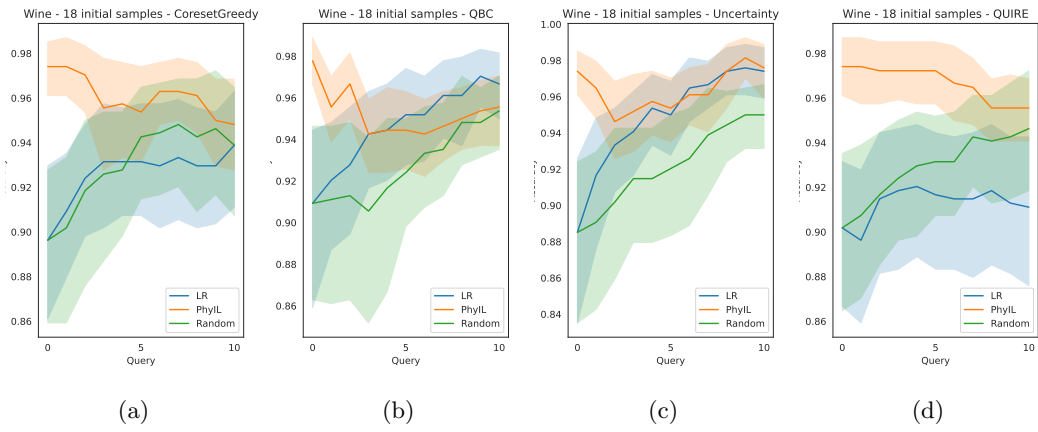 Wine - 18 initial samples - CoresetGreedy
0.98
0.96
0.94
0.92
0.90
0.88
0.86
0
5
10
Query
LR
PhyIL
Random
(a)
Wine - 18 initial samples - QBC
0.98
0.96
0.94
0.92
0.90
0.88
0.86
0
5
10
Query
LR
PhyIL
Random
(b)
Wine - 18 initial samples - Uncertainty
1.00
0.98
0.96
0.94
0.92
0.90
0.88
0.86
0.84
0
5
10
Query
LR
PhyIL
Random
(c)
Wine - 18 initial samples - QUIRE
0.98
0.96
0.94
0.92
0.90
0.88
0.86
0
5
10
Query
LR
PhyIL
Random
(d)